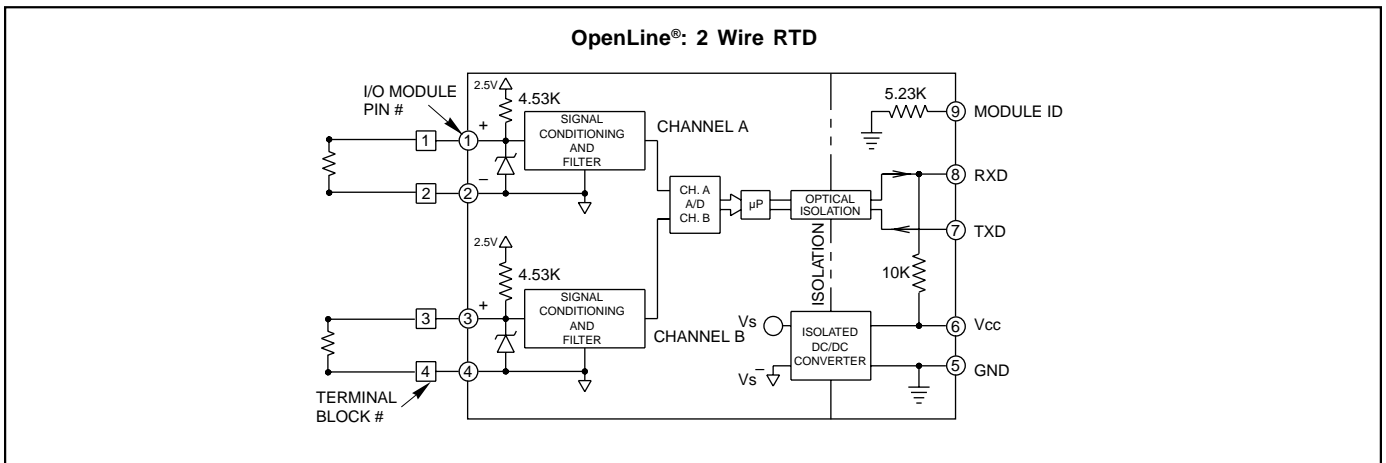 OpenLine®: 2 Wire RTD
I/O MODULE
PIN #
2.5V
4.53K
5.23K
9 MODULE ID
1
1
+
SIGNAL
CONDITIONING
AND
FILTER
CHANNEL A
2
2
–
CH. A
A/D
CH. B
µP
OPTICAL
ISOLATION
8 RXD
7 TXD
ISOLATION
10K
2.5V
4.53K
3
3
+
SIGNAL
CONDITIONING
AND
FILTER
CHANNEL B
4
4
Vs
Vs –
ISOLATED
DC/DC
CONVERTER
6 Vcc
5 GND
TERMINAL
BLOCK #